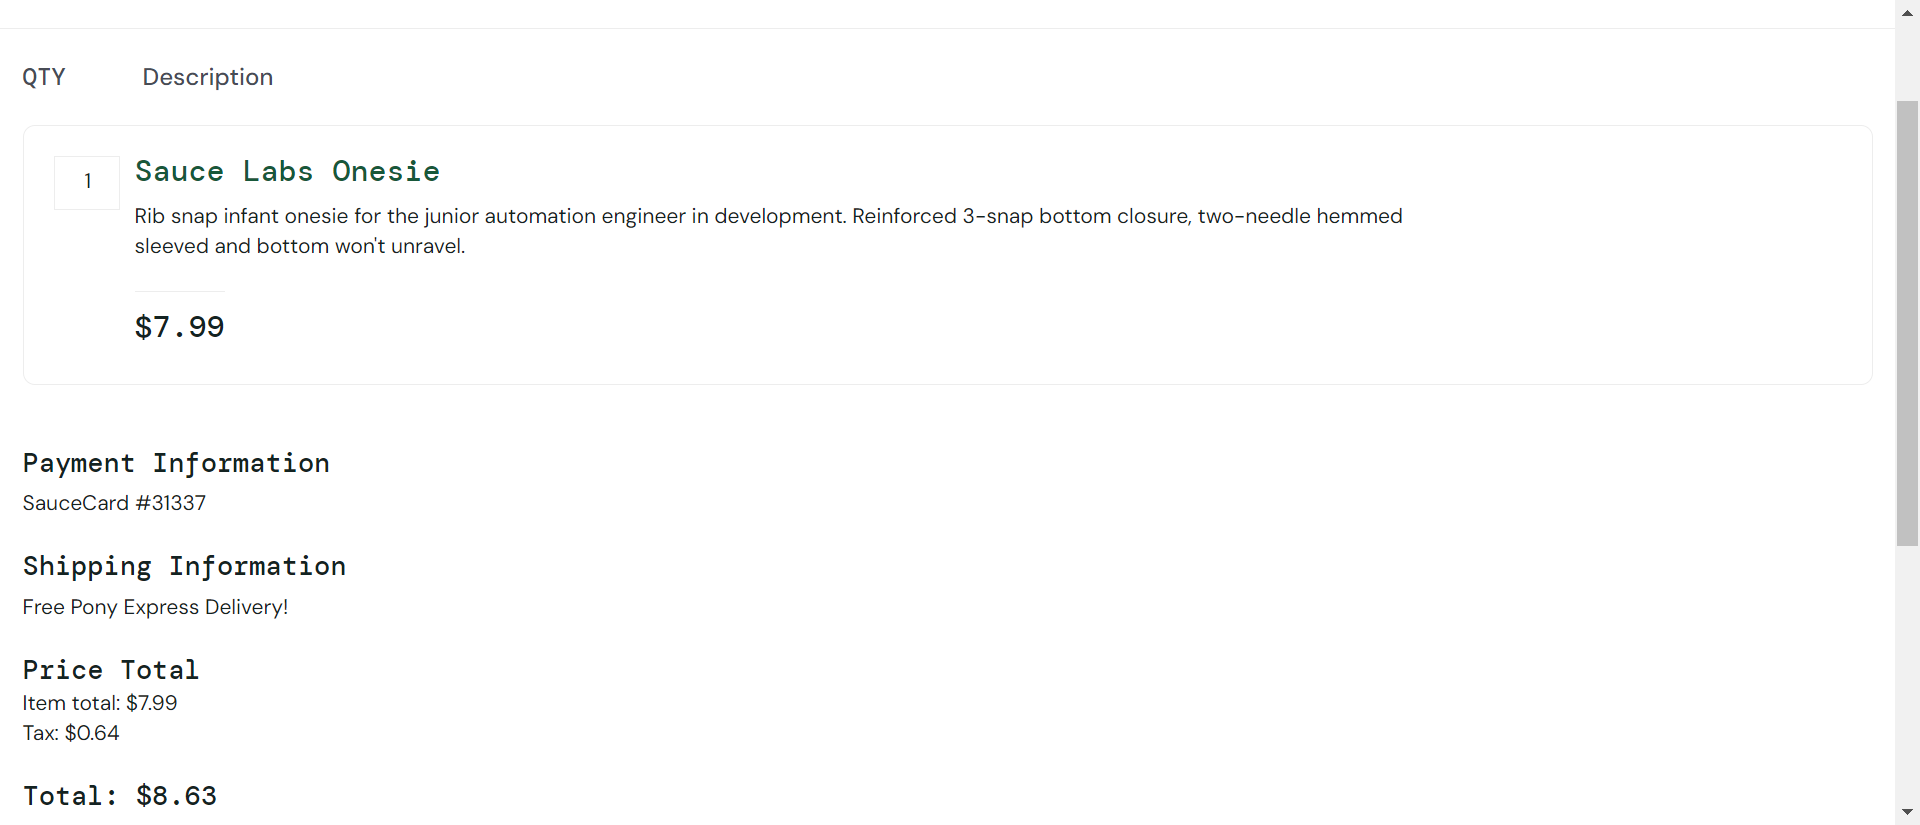 QTY Description
1 Sauce Labs Onesie
Rib snap infant onesie for the junior automation engineer in development. Reinforced 3-snap bottom closure, two-needle hemmed
sleeved and bottom won't unravel.
$7.99
Payment Information
SauceCard #31337
Shipping Information
Free Pony Express Delivery!
Price Total
Item total: $7.99
Tax: $0.64
Total: $8.63